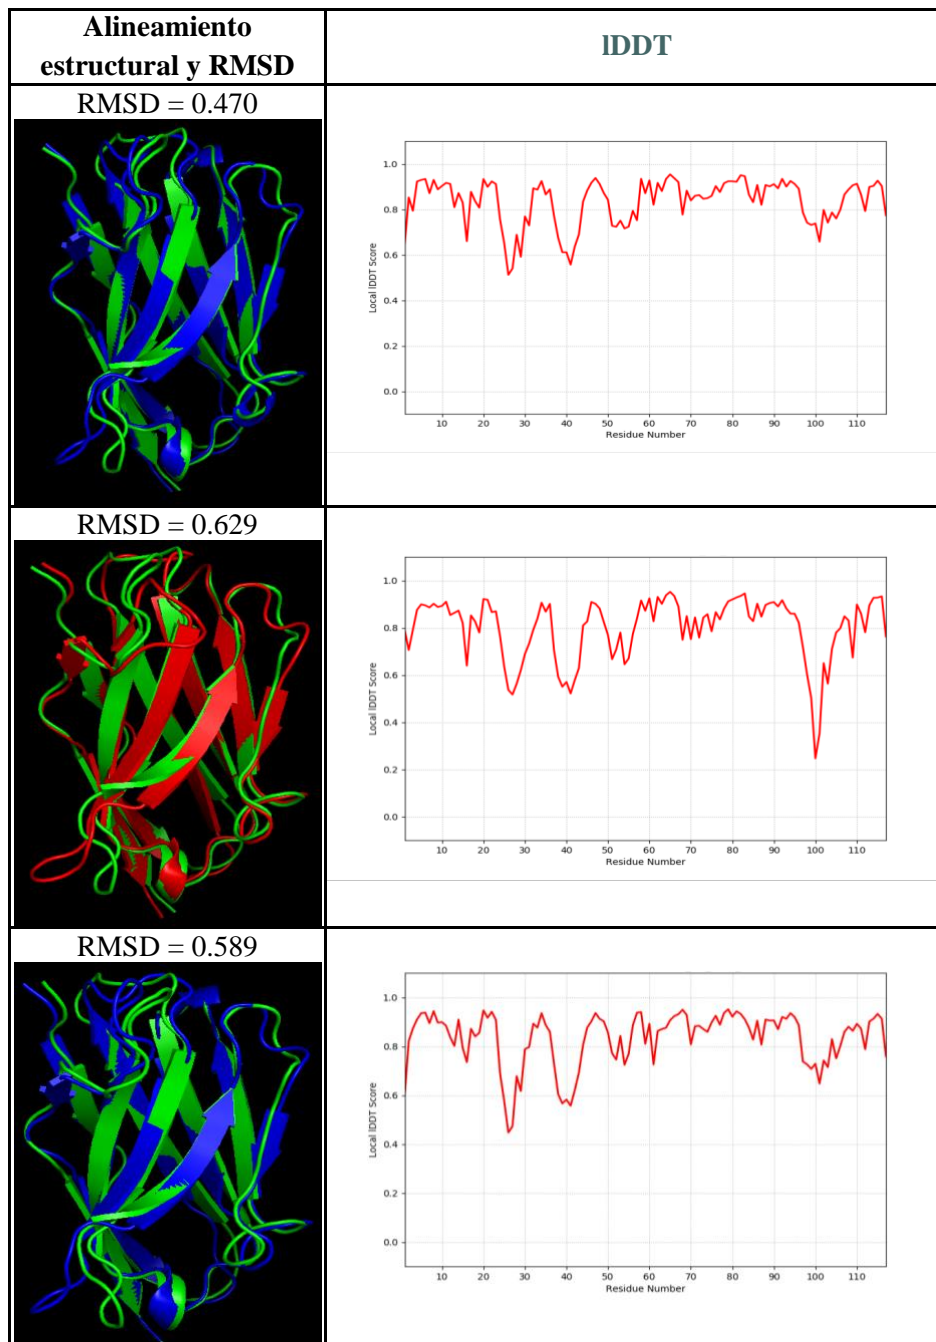 Alineamiento
estructural y RMSD
lDDT
RMSD = 0.470
1.0
0.8
0.6
0.4
0.2
0.0
Local lDDT Score
10 20 30 40 50 60 70 80 90 100 110
Residue Number
RMSD = 0.629
1.0
0.8
0.6
0.4
0.2
0.0
Local lDDT Score
10 20 30 40 50 60 70 80 90 100 110
Residue Number
RMSD = 0.589
1.0
0.8
0.6
0.4
0.2
0.0
Local lDDT Score
10 20 30 40 50 60 70 80 90 100 110
Residue Number